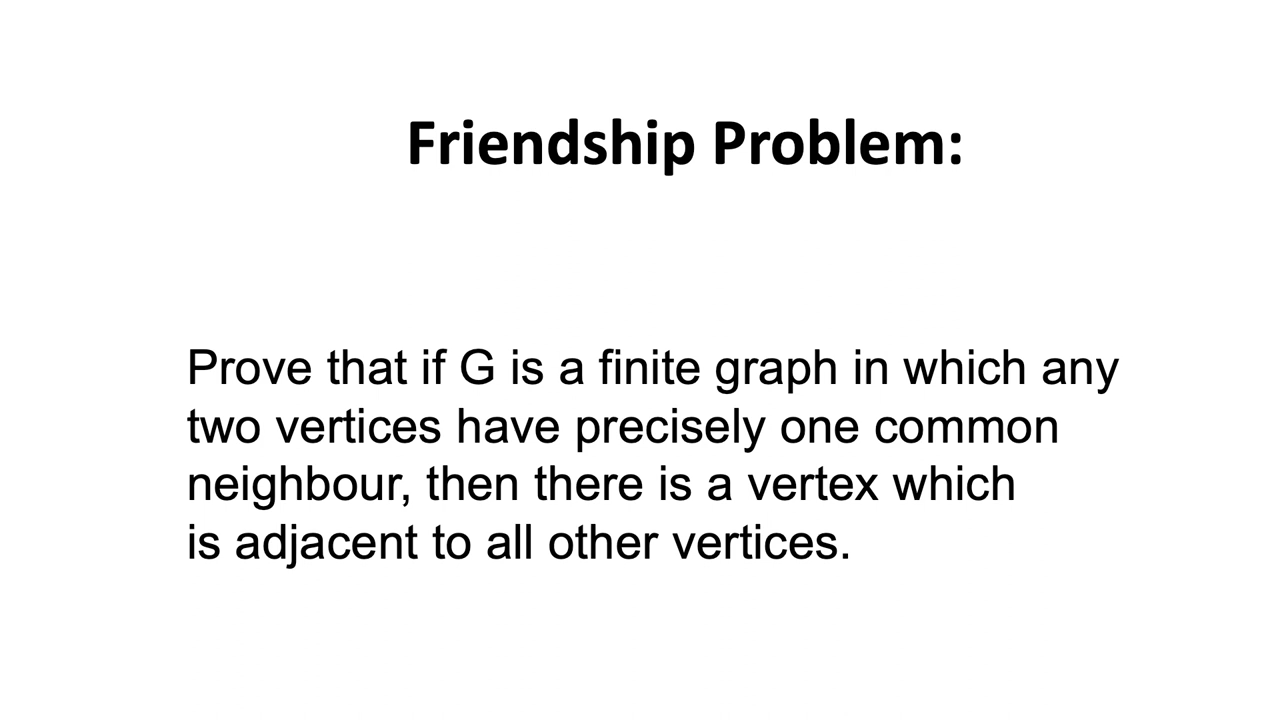 Friendship Problem:
Prove that if G is a finite graph in which any
two vertices have precisely one common
neighbour, then there is a vertex which
is adjacent to all other vertices.